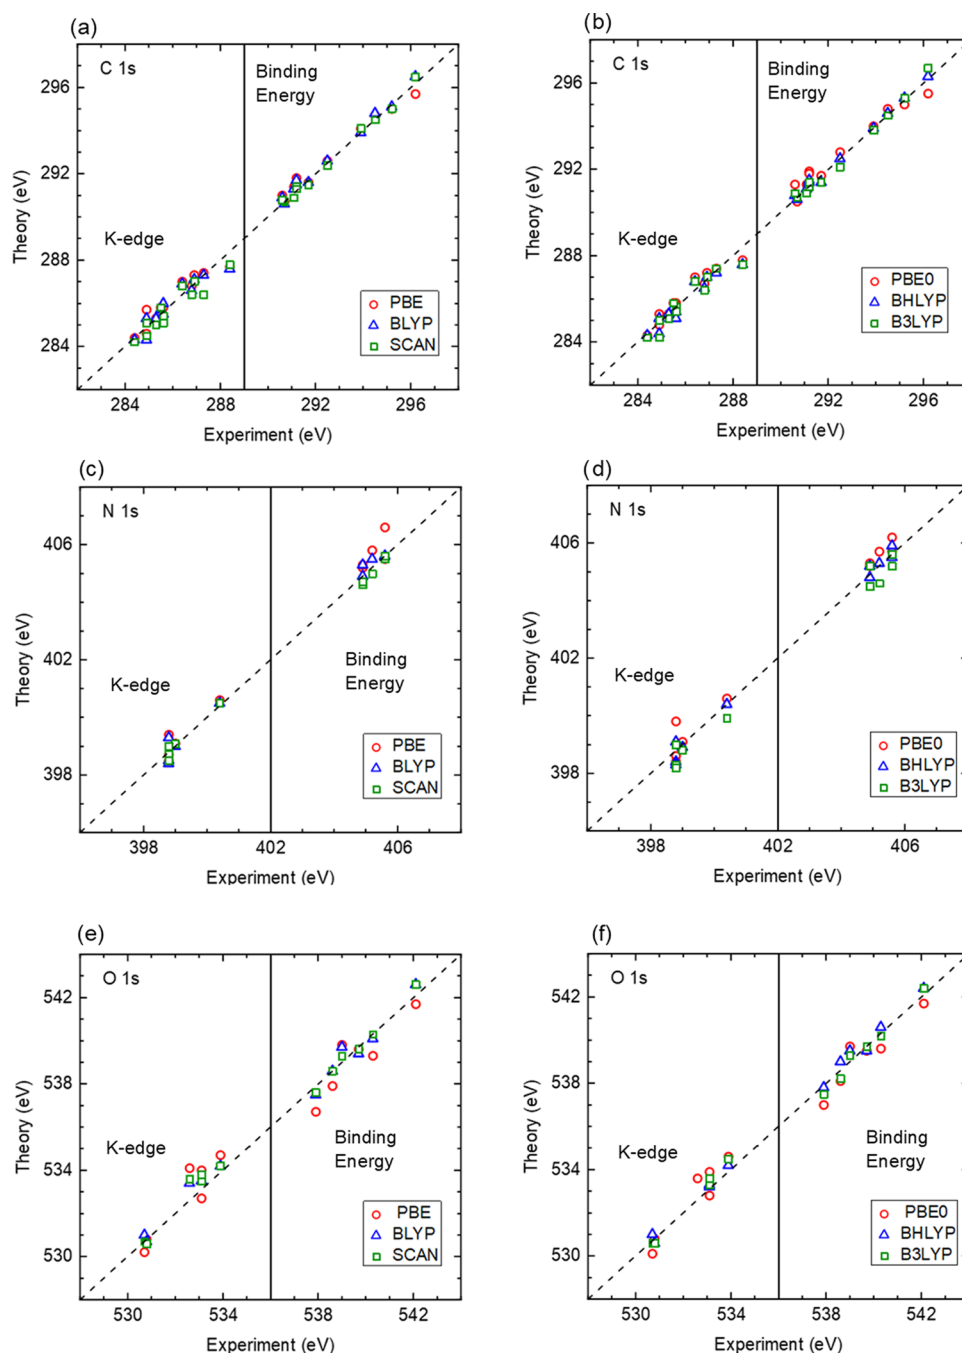 (a)
C 1s
Binding
Energy
K-edge
PBE
BLYP
SCAN
Theory (eV)
296
292
288
284
284
288
292
296
Experiment (eV)
(b)
C 1s
Binding
Energy
K-edge
PBE0
BHLYP
B3LYP
Theory (eV)
296
292
288
284
284
288
292
296
Experiment (eV)
(c)
N 1s
K-edge
Binding
Energy
PBE
BLYP
SCAN
Theory (eV)
406
402
398
398
402
406
Experiment (eV)
(d)
N 1s
K-edge
Binding
Energy
PBE0
BHLYP
B3LYP
Theory (eV)
406
402
398
398
402
406
Experiment (eV)
(e)
O 1s
K-edge
Binding
Energy
PBE
BLYP
SCAN
Theory (eV)
542
538
534
530
530
534
538
542
Experiment (eV)
(f)
O 1s
K-edge
Binding
Energy
PBE0
BHLYP
B3LYP
Theory (eV)
542
538
534
530
530
534
538
542
Experiment (eV)